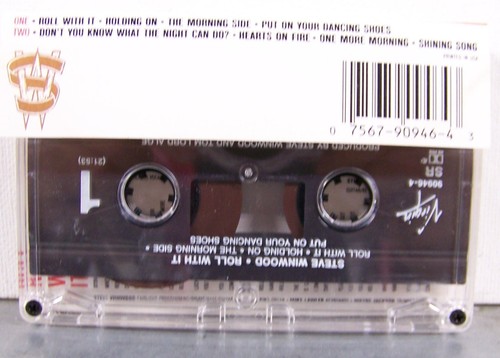 ONE • ROLL WITH IT • HOLDING ON • THE MORNING SIDE • PUT ON YOUR DANCING SHOES
TWO • DON'T YOU KNOW WHAT THE NIGHT CAN DO? • HEARTS ON FIRE • ONE MORE MORNING • SHINING SONG
0 7567-90946-4 3
PRODUCED BY STEVE WINWOOD AND TOM LORD ALGE
(21:53)
1
SR
90946-4
Virgin
STEVE WINWOOD • ROLL WITH IT
ROLL WITH IT • HOLDING ON • THE MORNING SIDE •
PUT ON YOUR DANCING SHOES